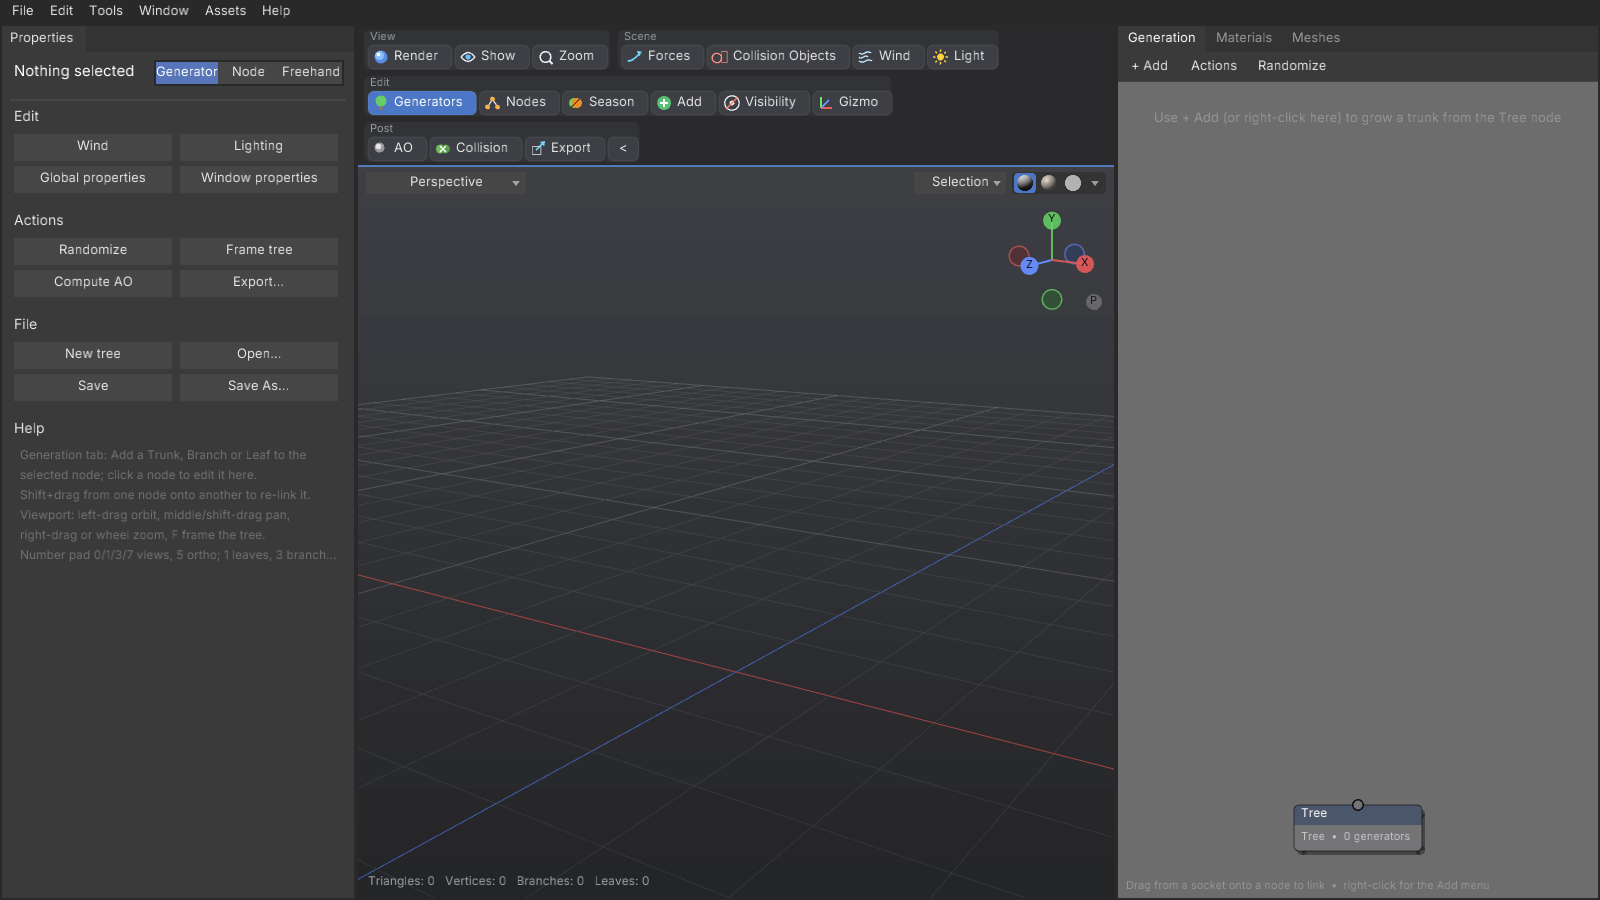 File Edit Tools Window Assets Help
Properties
Nothing selected Generator Node Freehand
Edit
Wind Lighting
Global properties Window properties
Actions
Randomize Frame tree
Compute AO Export...
File
New tree Open...
Save Save As...
Help
Generation tab: Add a Trunk, Branch or Leaf to the
selected node; click a node to edit it here.
Shift+drag from one node onto another to re-link it.
Viewport: left-drag orbit, middle/shift-drag pan,
right-drag or wheel zoom, F frame the tree.
Number pad 0/1/3/7 views, 5 ortho; 1 leaves, 3 branch...
View Scene
Render Show Zoom Forces Collision Objects Wind Light
Edit
Generators Nodes Season Add Visibility Gizmo
Post
AO Collision Export <
Perspective Selection
Y
Z X
P
Triangles: 0 Vertices: 0 Branches: 0 Leaves: 0
Generation Materials Meshes
+ Add Actions Randomize
Use + Add (or right-click here) to grow a trunk from the Tree node
Tree
Tree • 0 generators
Drag from a socket onto a node to link • right-click for the Add menu